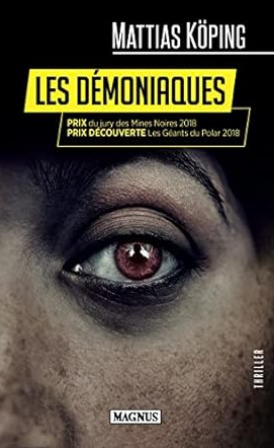 MATTIAS KÖPING
LES DÉMONIAQUES
PRIX du jury des Mines Noires 2018
PRIX DÉCOUVERTE Les Géants du Polar 2018
THRILLER
MAGNUS